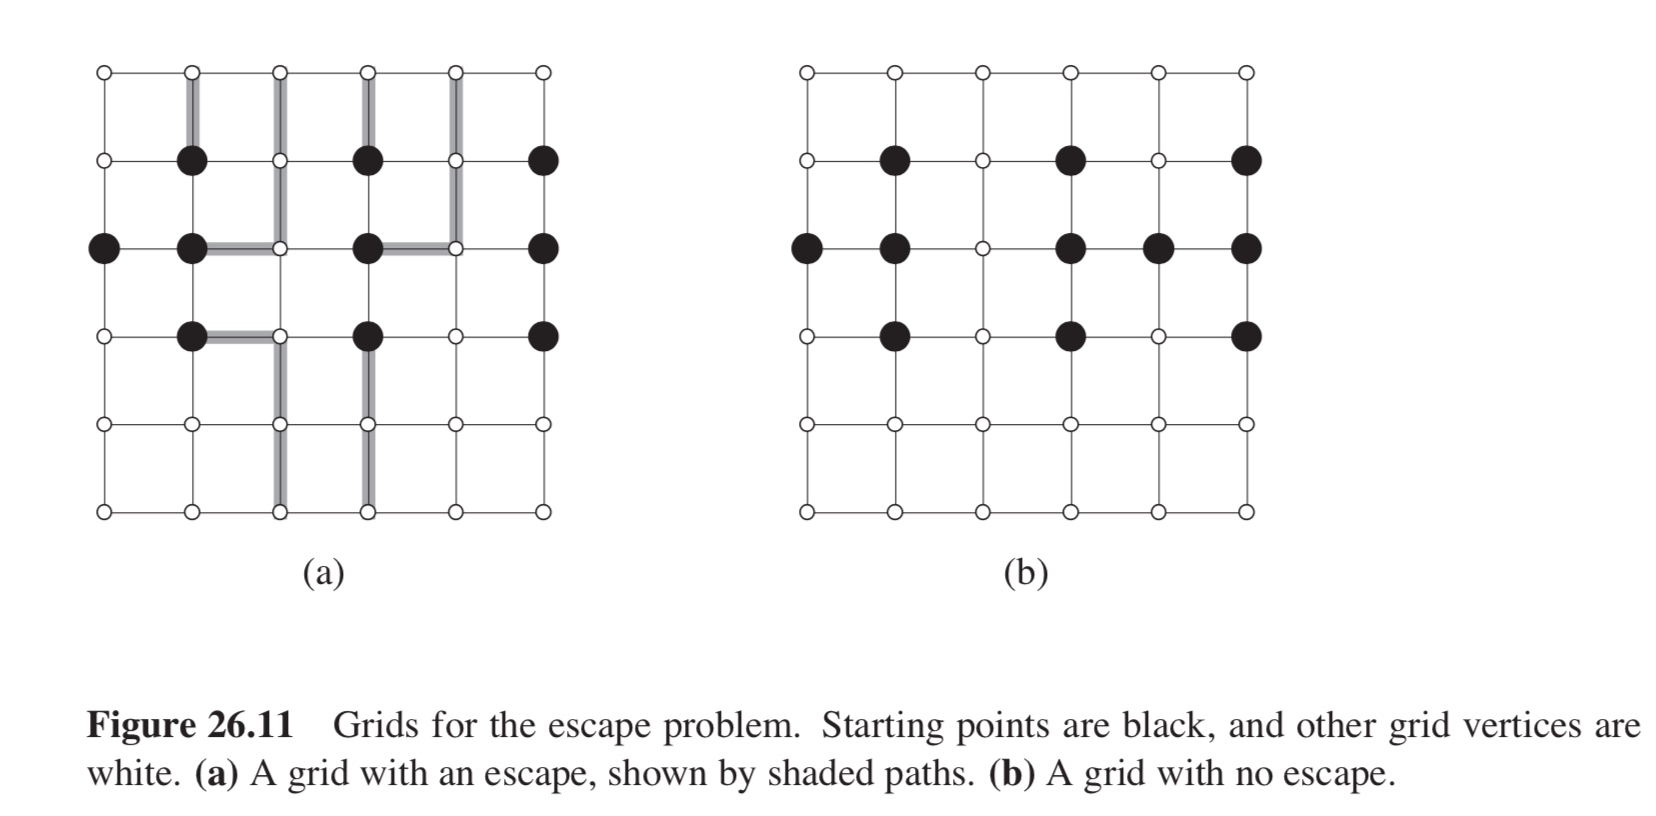 (a)
(b)
Figure 26.11 Grids for the escape problem. Starting points are black, and other grid vertices are
white. (a) A grid with an escape, shown by shaded paths. (b) A grid with no escape.